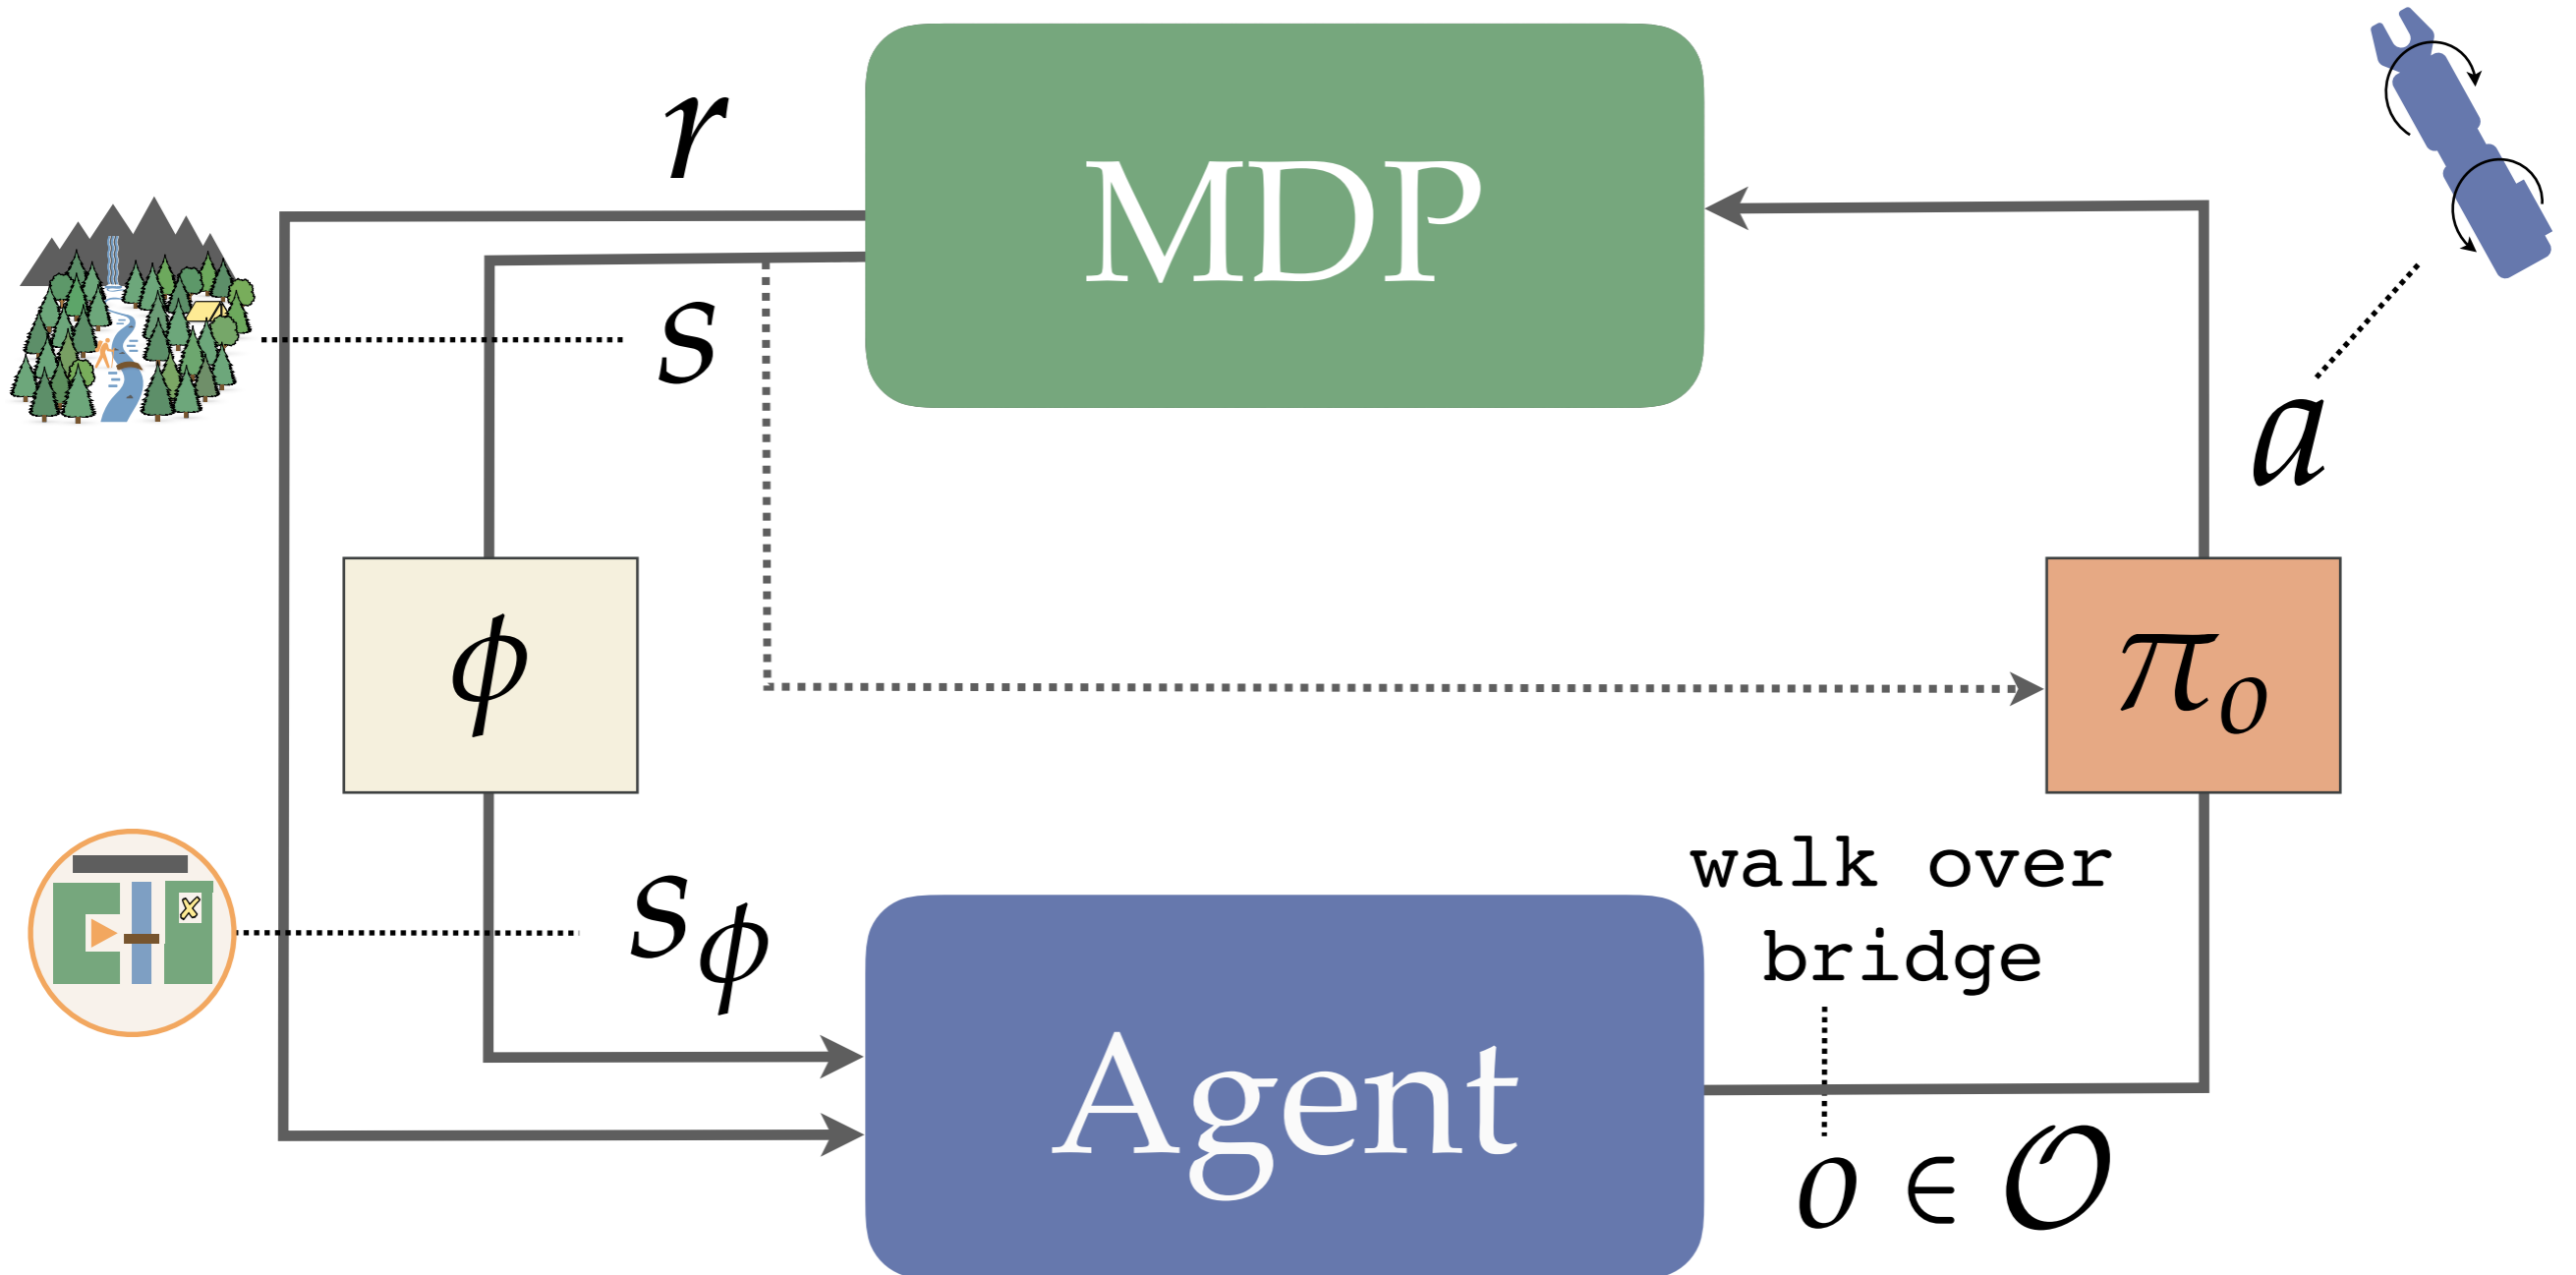 r
MDP
s
a
ϕ
π_o
walk over
bridge
s_ϕ
Agent
o ∈ 𝒪